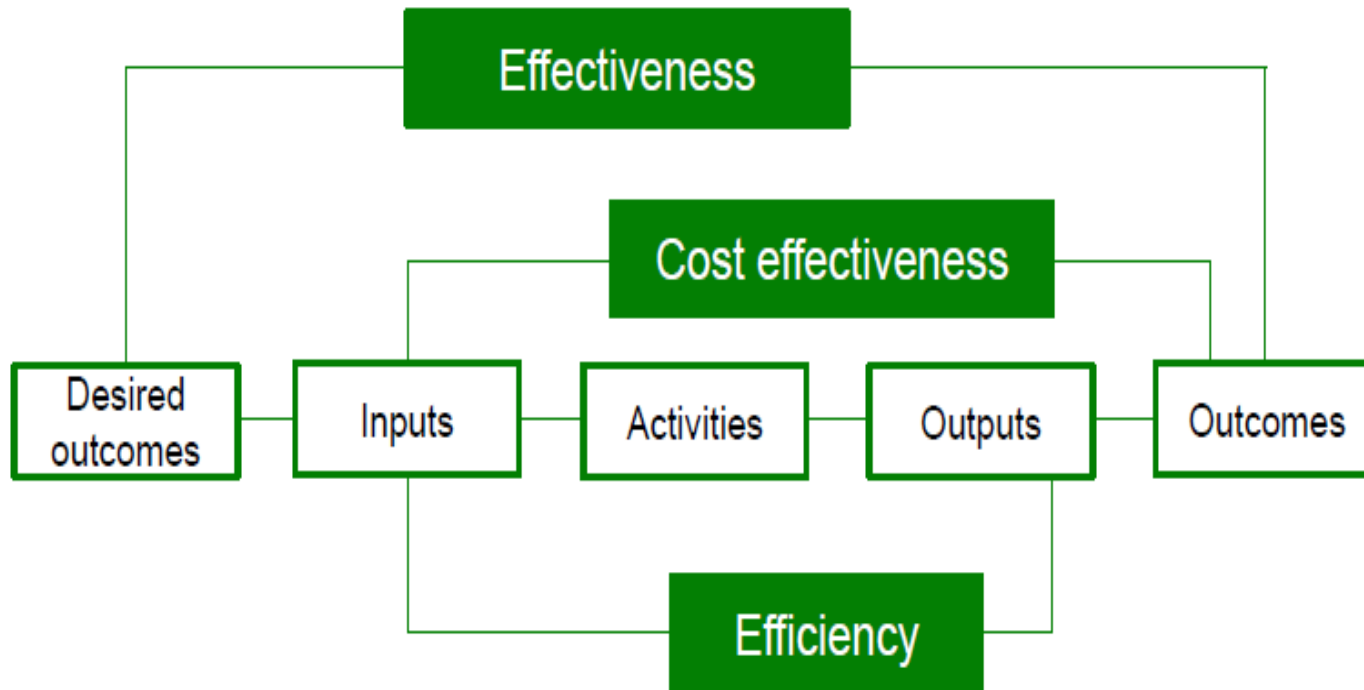 Effectiveness
Cost effectiveness
Desired
outcomes
Inputs
Activities
Outputs
Outcomes
Efficiency